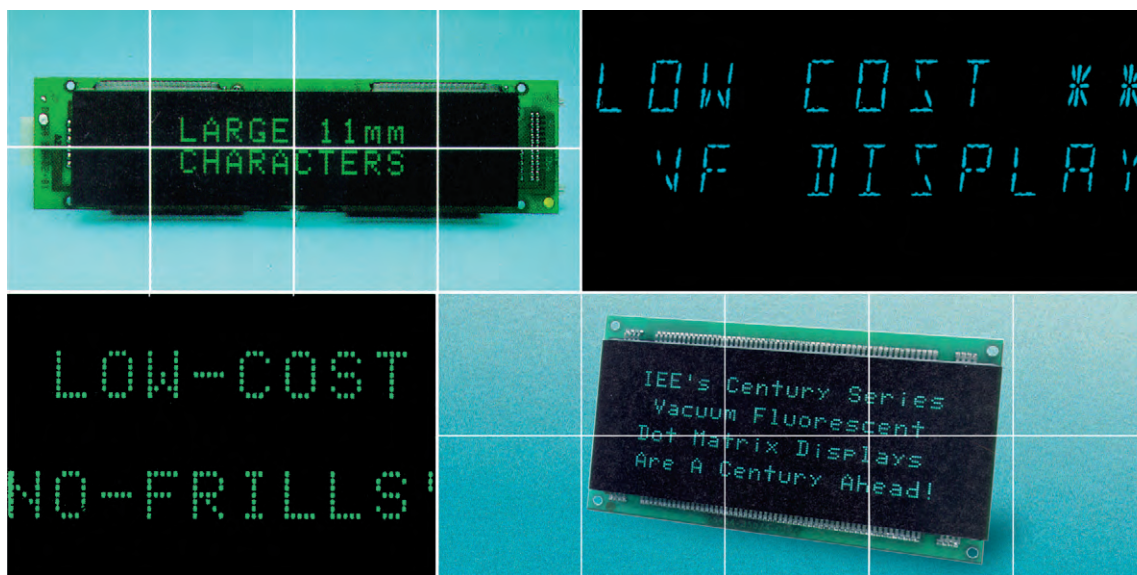 LARGE 11mm
CHARACTERS
LOW COST **
VF DISPLAY
LOW-COST
NO-FRILLS'
IEE's Century Series
Vacuum Fluorescent
Dot Matrix Displays
Are A Century Ahead!